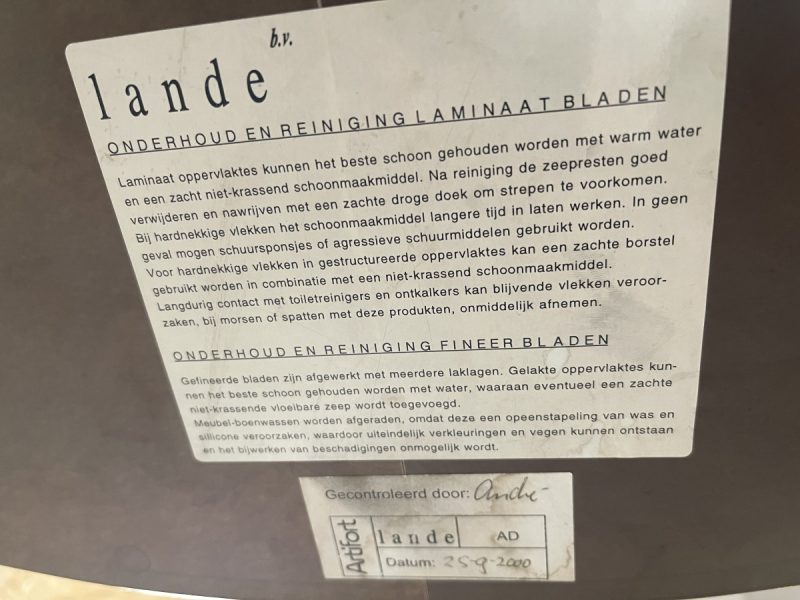 lande b.v.
ONDERHOUD EN REINIGING LAMINAAT BLADEN
Laminaat oppervlaktes kunnen het beste schoon gehouden worden met warm water
en een zacht niet-krassend schoonmaakmiddel. Na reiniging de zeepresten goed
verwijderen en nawrijven met een zachte droge doek om strepen te voorkomen.
Bij hardnekkige vlekken het schoonmaakmiddel langere tijd in laten werken. In geen
geval mogen schuursponsjes of agressieve schuurmiddelen gebruikt worden.
Voor hardnekkige vlekken in gestructureerde oppervlaktes kan een zachte borstel
gebruikt worden in combinatie met een niet-krassend schoonmaakmiddel.
Langdurig contact met toiletreinigers en ontkalkers kan blijvende vlekken veroor-
zaken, bij morsen of spatten met deze produkten, onmiddelijk afnemen.
ONDERHOUD EN REINIGING FINEER BLADEN
Gefineerde bladen zijn afgewerkt met meerdere laklagen. Gelakte oppervlaktes kun-
nen het beste schoon gehouden worden met water, waaraan eventueel een zachte
niet-krassende vloeibare zeep wordt toegevoegd.
Meubel-boenwassen worden afgeraden, omdat deze een opeenstapeling van was en
silicone veroorzaken, waardoor uiteindelijk verkleuringen en vegen kunnen ontstaan
en het bijwerken van beschadigingen onmogelijk wordt.
Gecontroleerd door: André
Artifort
lande AD
Datum: 25-9-2000